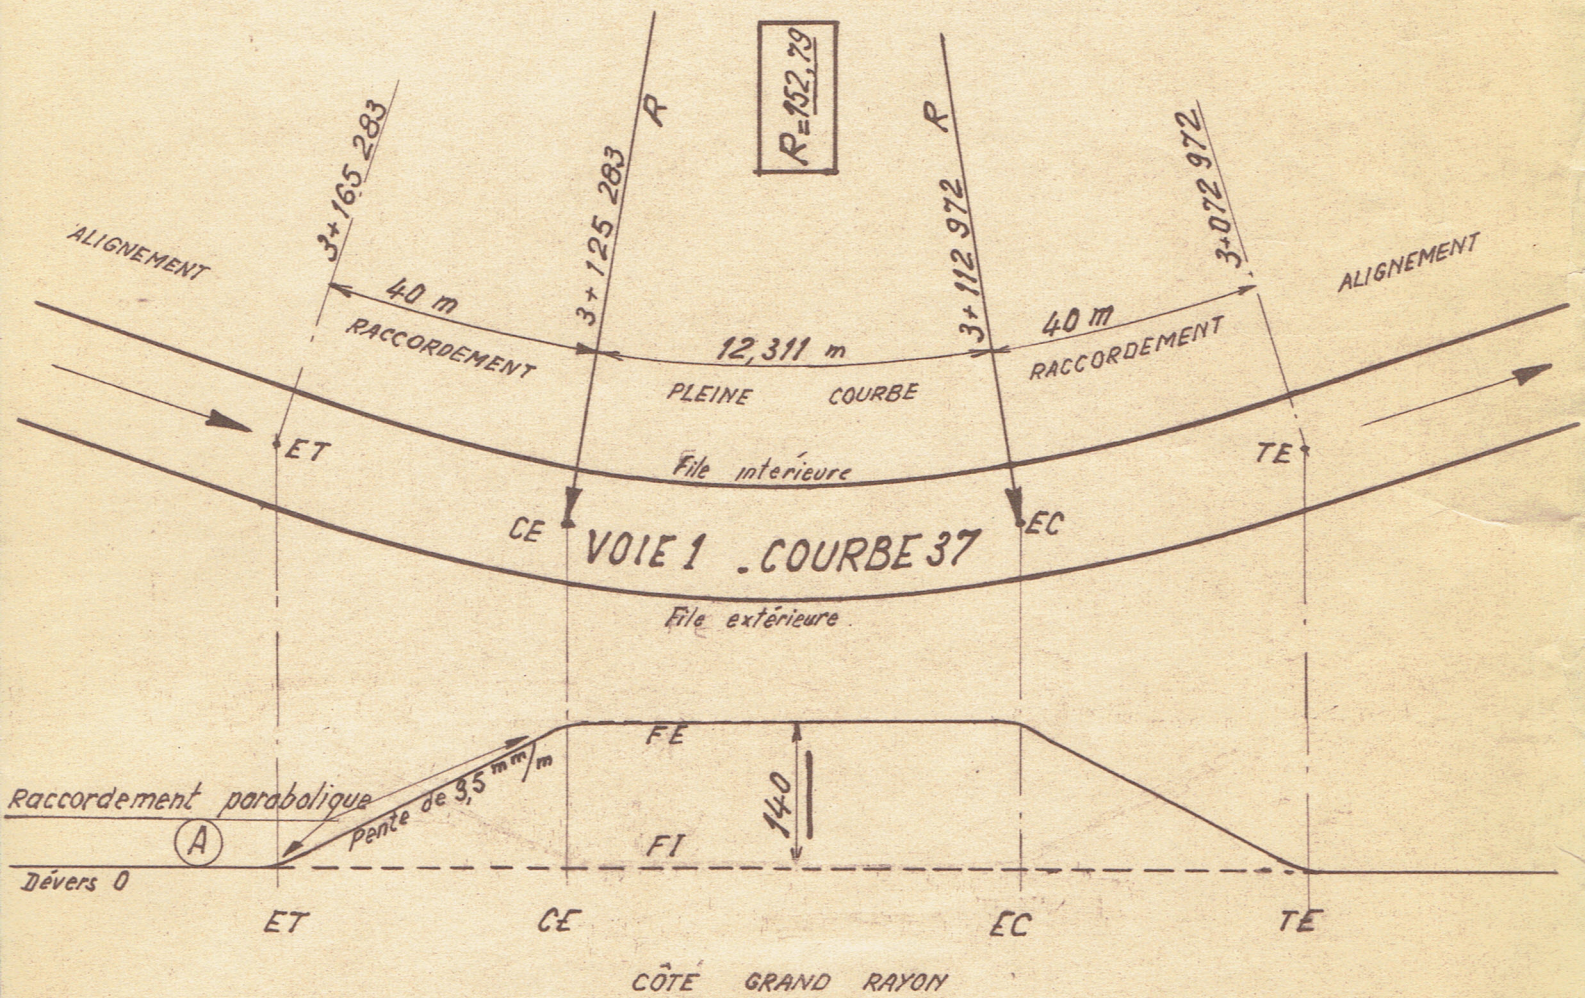 R=152,79
R
R
3+165 283
3+125 283
3+112 972
3+072 972
ALIGNEMENT
ALIGNEMENT
40 m
RACCORDEMENT
12,311 m
PLEINE COURBE
40 m
RACCORDEMENT
ET
File intérieure
TE
CE
VOIE 1 . COURBE 37
EC
File extérieure.
FE
Pente de 3,5 mm/m
Raccordement parabolique
A
140
FI
Dévers 0
ET
CE
EC
TE
CÔTÉ GRAND RAYON